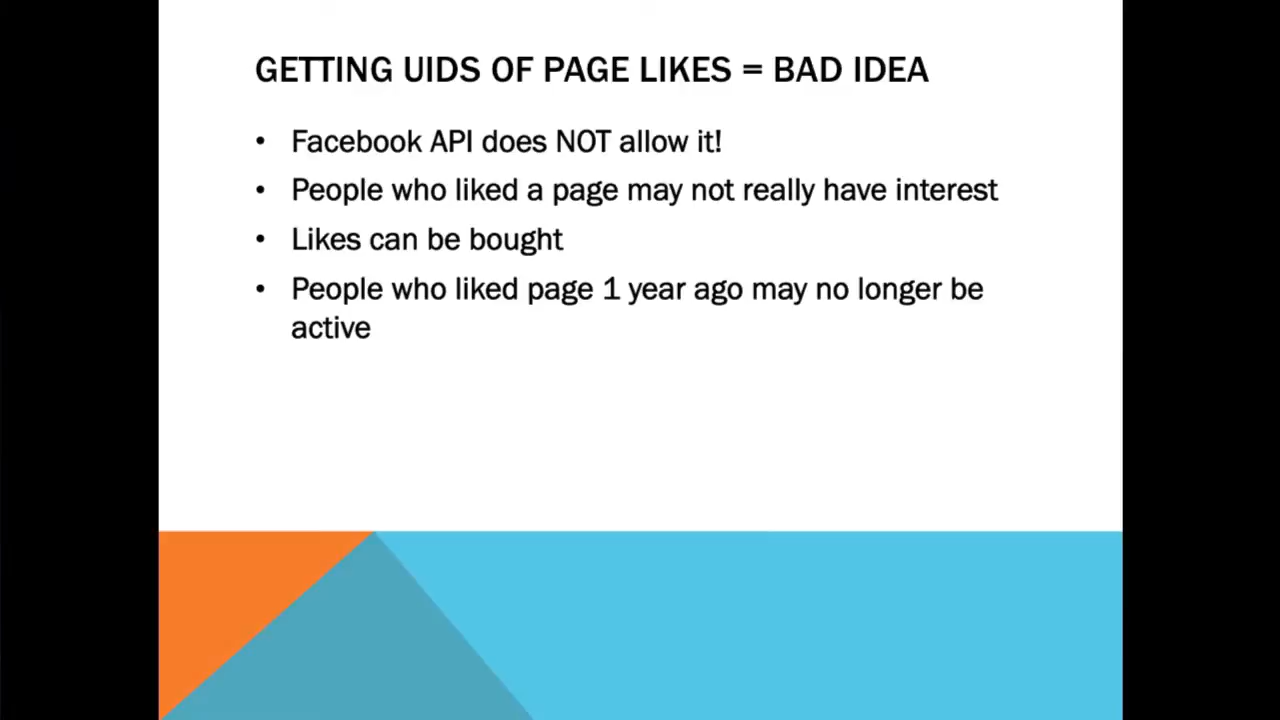 GETTING UIDS OF PAGE LIKES = BAD IDEA
• Facebook API does NOT allow it!
• People who liked a page may not really have interest
• Likes can be bought
• People who liked page 1 year ago may no longer be
active